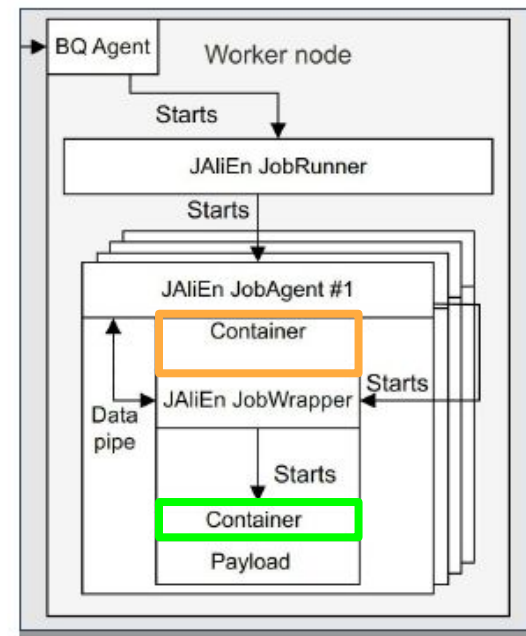 BQ Agent
Worker node
Starts
JAliEn JobRunner
Starts
JAliEn JobAgent #1
Container
JAliEn JobWrapper
Starts
Data
pipe
Starts
Container
Payload